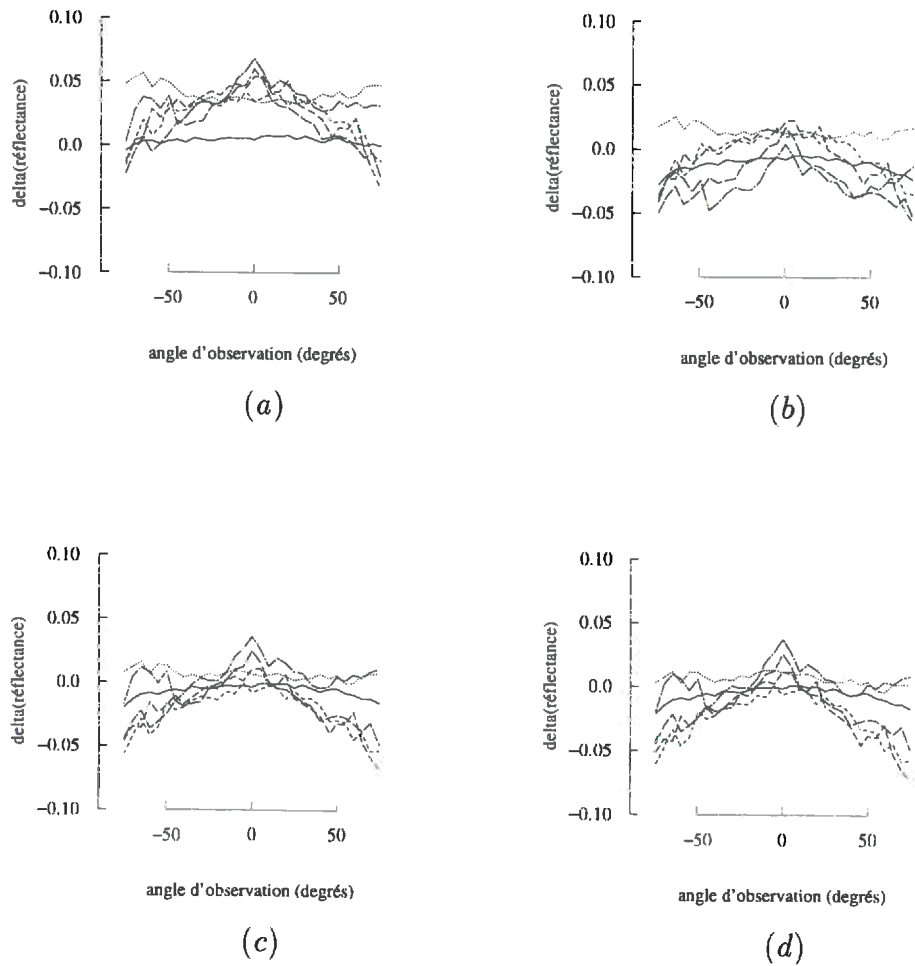 0.10
0.05
0.0
−0.05
−0.10
delta(réflectance)
−50 0 50
angle d'observation (degrés)
(a)
0.10
0.05
0.0
−0.05
−0.10
delta(réflectance)
−50 0 50
angle d'observation (degrés)
(b)
0.10
0.05
0.0
−0.05
−0.10
delta(réflectance)
−50 0 50
angle d'observation (degrés)
(c)
0.10
0.05
0.0
−0.05
−0.10
delta(réflectance)
−50 0 50
angle d'observation (degrés)
(d)